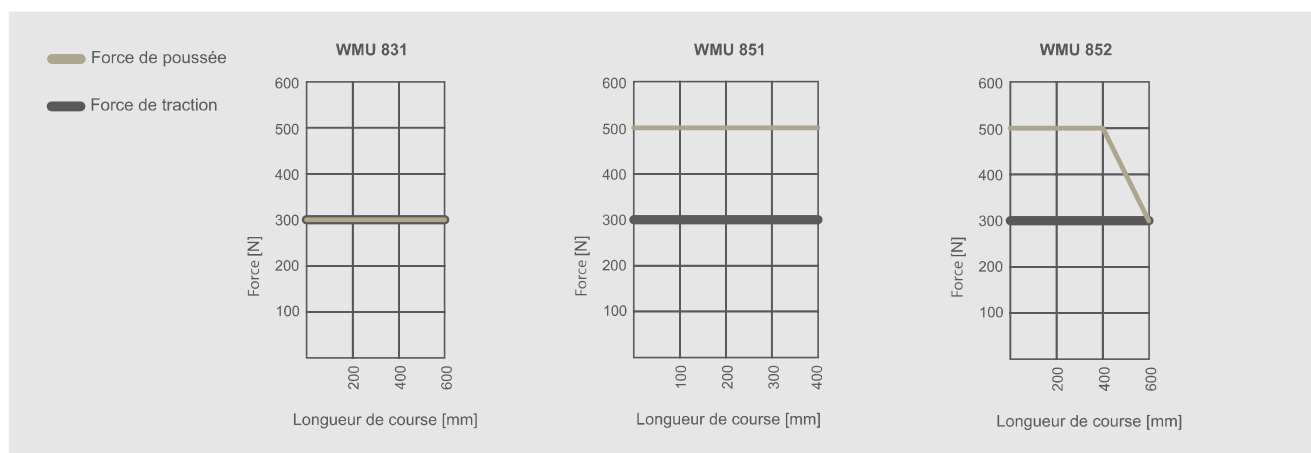 Force de poussée
Force de traction
WMU 831
600
500
400
300
200
100
Force [N]
200
400
600
Longueur de course [mm]
WMU 851
600
500
400
300
200
100
Force [N]
100
200
300
400
Longueur de course [mm]
WMU 852
600
500
400
300
200
100
Force [N]
200
400
600
Longueur de course [mm]